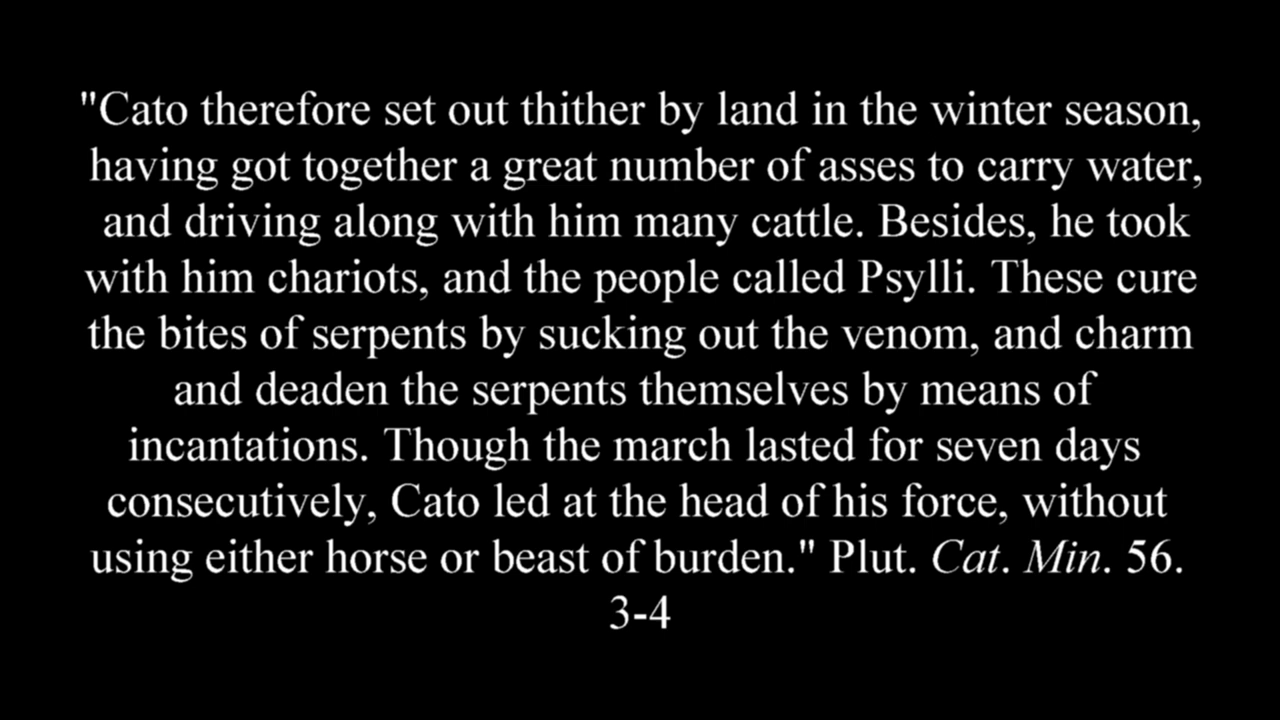 "Cato therefore set out thither by land in the winter season,
having got together a great number of asses to carry water,
and driving along with him many cattle. Besides, he took
with him chariots, and the people called Psylli. These cure
the bites of serpents by sucking out the venom, and charm
and deaden the serpents themselves by means of
incantations. Though the march lasted for seven days
consecutively, Cato led at the head of his force, without
using either horse or beast of burden." Plut. Cat. Min. 56.
3-4